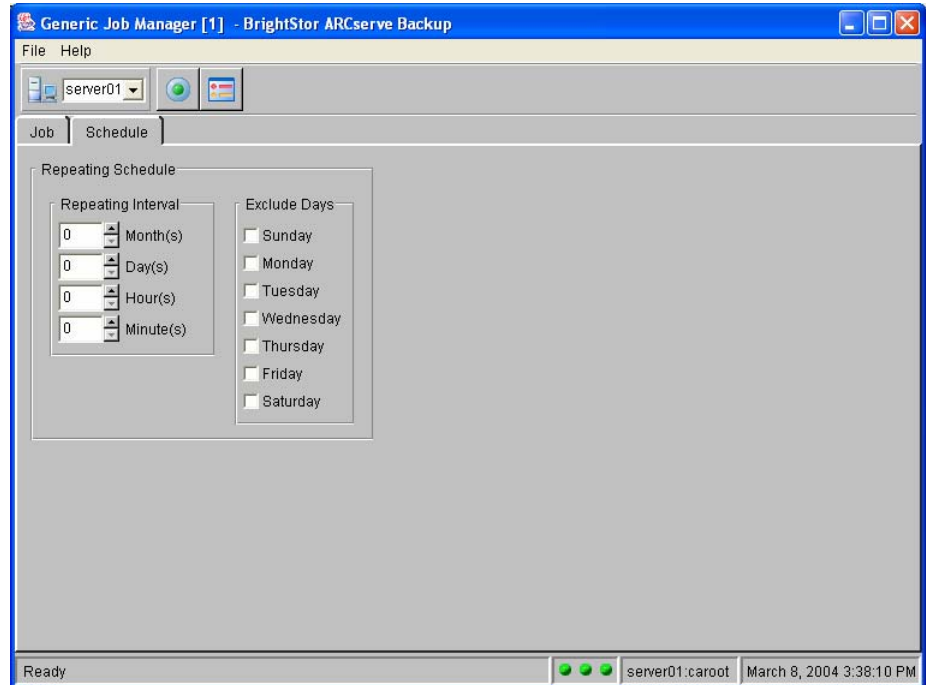 Generic Job Manager [1] - BrightStor ARCserve Backup
File Help
server01
Job Schedule
Repeating Schedule
Repeating Interval
0 Month(s)
0 Day(s)
0 Hour(s)
0 Minute(s)
Exclude Days
Sunday
Monday
Tuesday
Wednesday
Thursday
Friday
Saturday
Ready server01:caroot March 8, 2004 3:38:10 PM